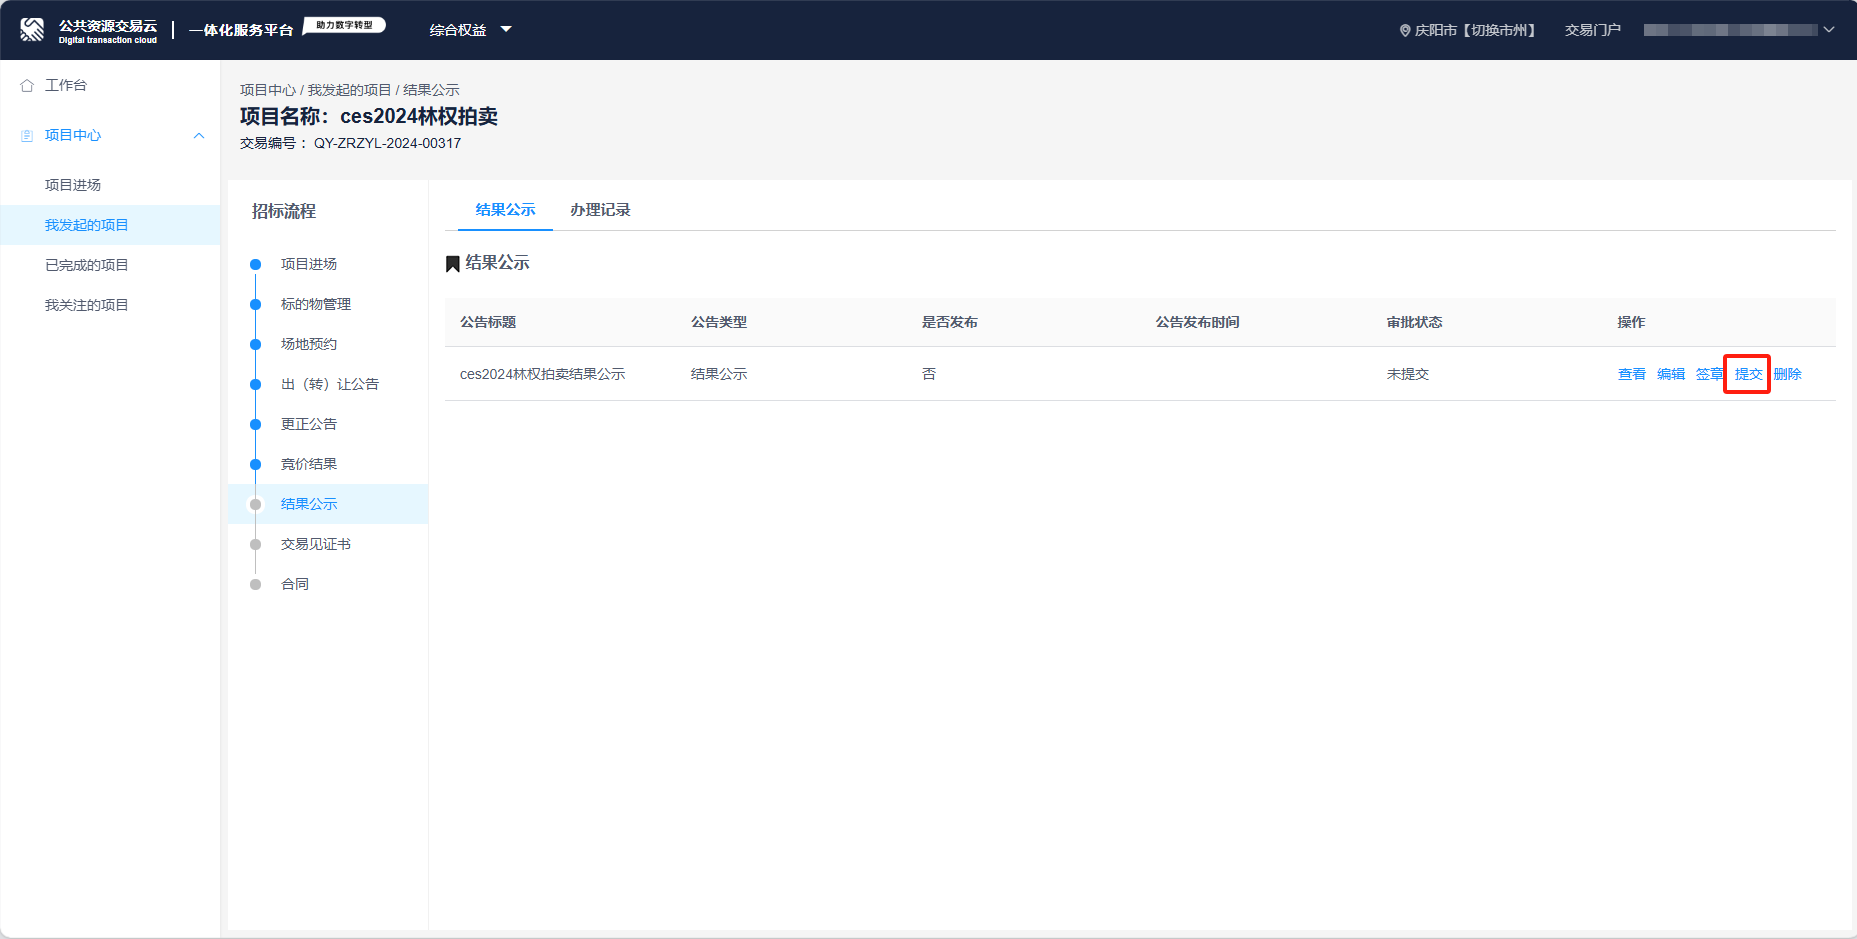 公共资源交易云
Digital transaction cloud
一体化服务平台
助力数字转型
综合权益
庆阳市【切换市州】
交易门户
工作台
项目中心
项目进场
我发起的项目
已完成的项目
我关注的项目
项目中心 / 我发起的项目 / 结果公示
项目名称：ces2024林权拍卖
交易编号： QY-ZRZYL-2024-00317
招标流程
项目进场
标的物管理
场地预约
出（转）让公告
更正公告
竞价结果
结果公示
交易见证书
合同
结果公示 办理记录
结果公示
公告标题 公告类型 是否发布 公告发布时间 审批状态 操作
ces2024林权拍卖结果公示 结果公示 否 未提交 查看 编辑 签章 提交 删除